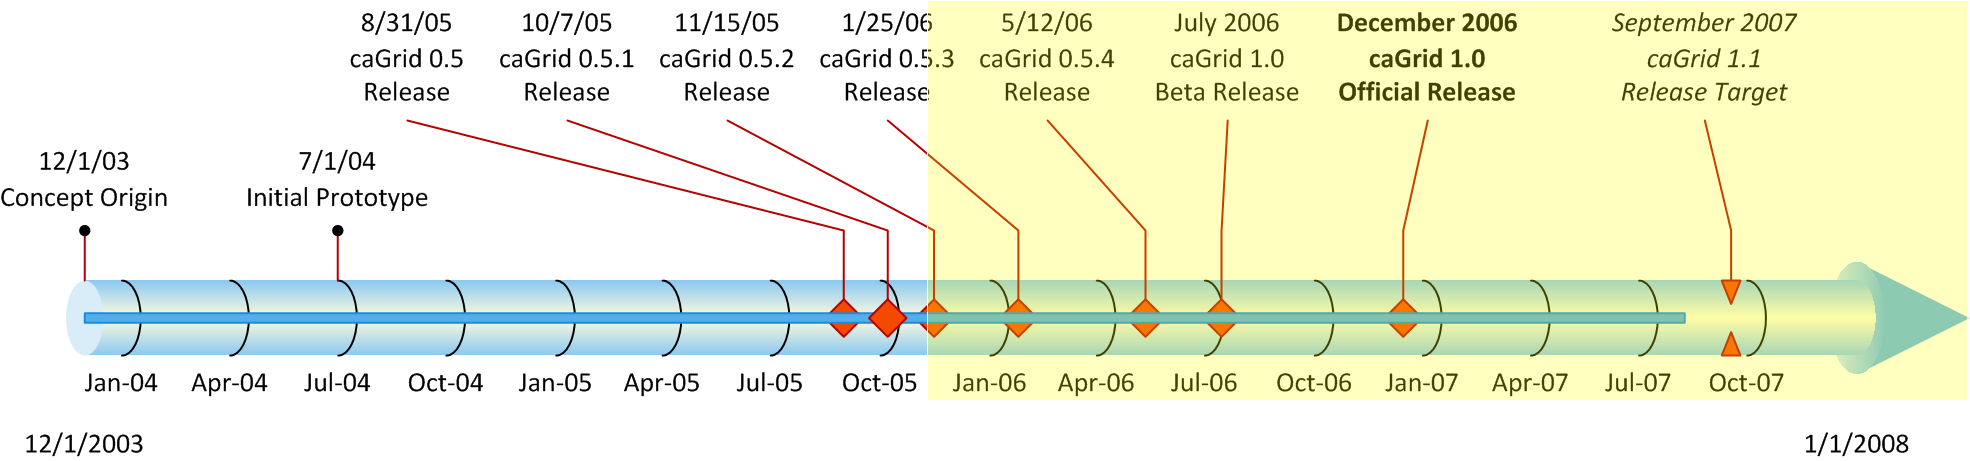 8/31/05
caGrid 0.5
Release
10/7/05
caGrid 0.5.1
Release
11/15/05
caGrid 0.5.2
Release
1/25/06
caGrid 0.5.3
Release
5/12/06
caGrid 0.5.4
Release
July 2006
caGrid 1.0
Beta Release
December 2006
caGrid 1.0
Official Release
September 2007
caGrid 1.1
Release Target
12/1/03
Concept Origin
7/1/04
Initial Prototype
Jan-04 Apr-04 Jul-04 Oct-04 Jan-05 Apr-05 Jul-05 Oct-05 Jan-06 Apr-06 Jul-06 Oct-06 Jan-07 Apr-07 Jul-07 Oct-07
12/1/2003 1/1/2008